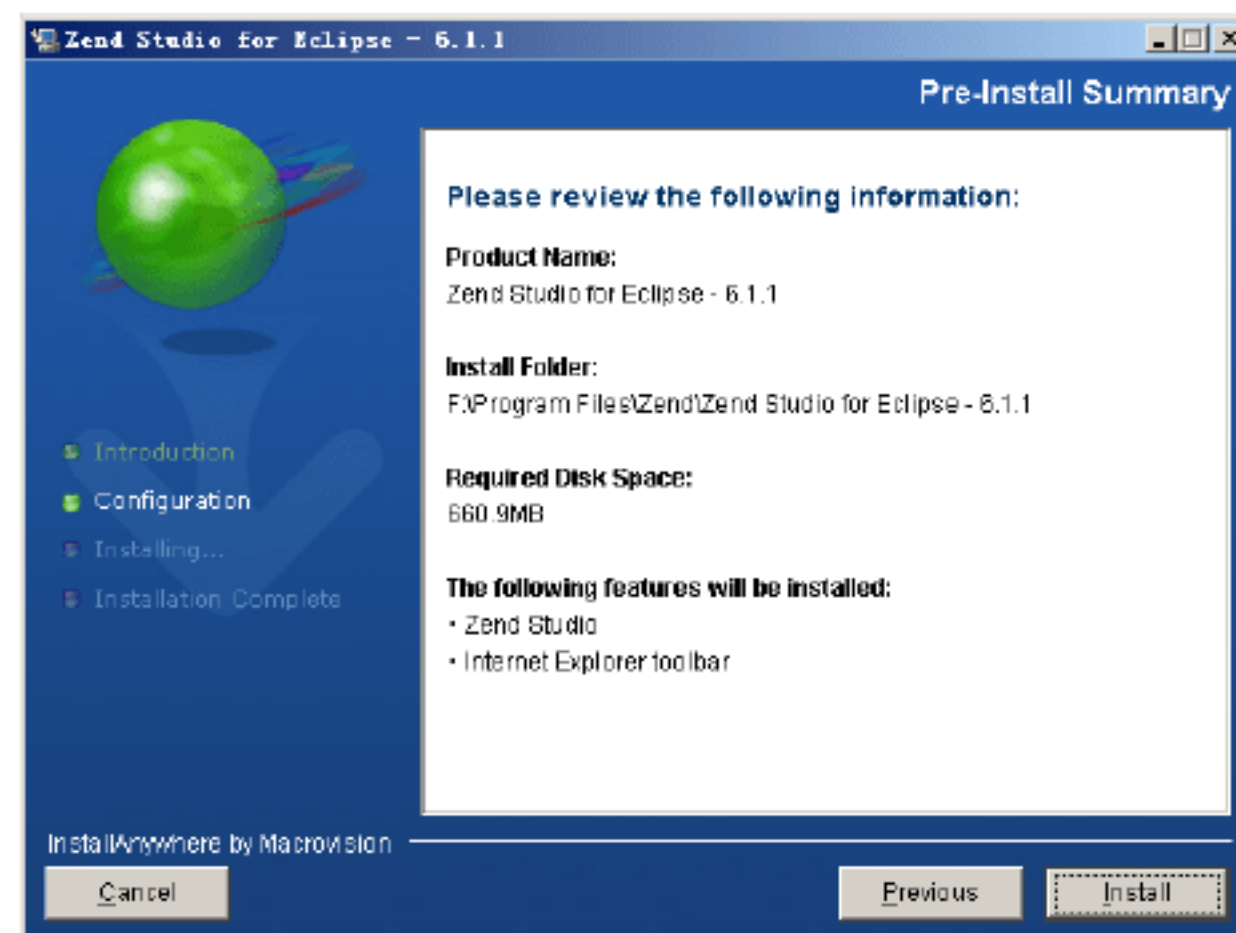 Zend Studio for Eclipse - 6.1.1
Pre-Install Summary
Please review the following information:
Product Name:
Zend Studio for Eclipse - 6.1.1
Install Folder:
F:\Program Files\Zend\Zend Studio for Eclipse - 6.1.1
Required Disk Space:
660.9MB
The following features will be installed:
· Zend Studio
· Internet Explorer toolbar
Introduction
Configuration
Installing...
Installation Complete
InstallAnywhere by Macrovision
Cancel
Previous
Install